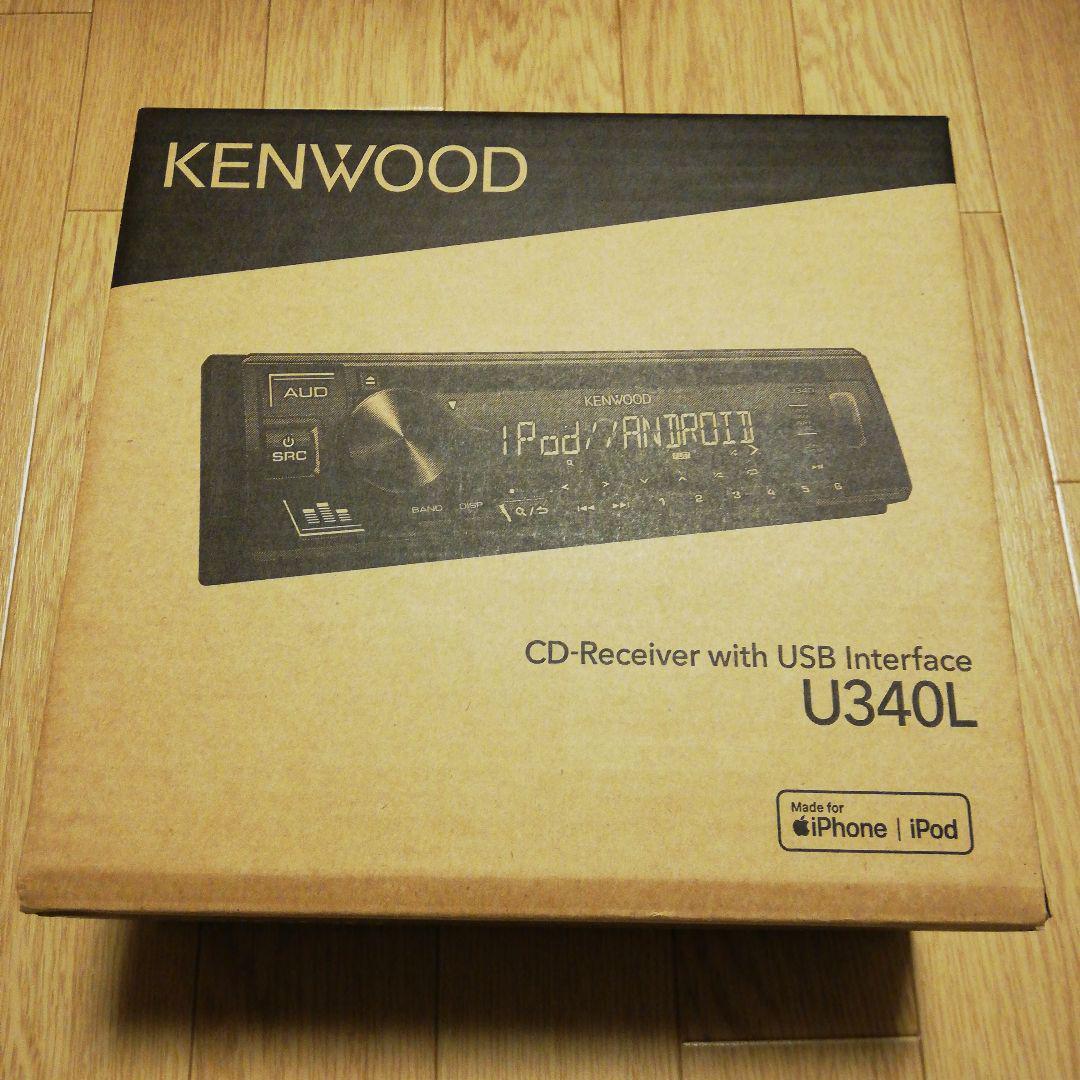 KENWOOD
AUD
KENWOOD
iPod//ANDROID
SRC
BAND DISP
1 2 3 4 5 6
CD-Receiver with USB Interface
U340L
Made for
iPhone | iPod